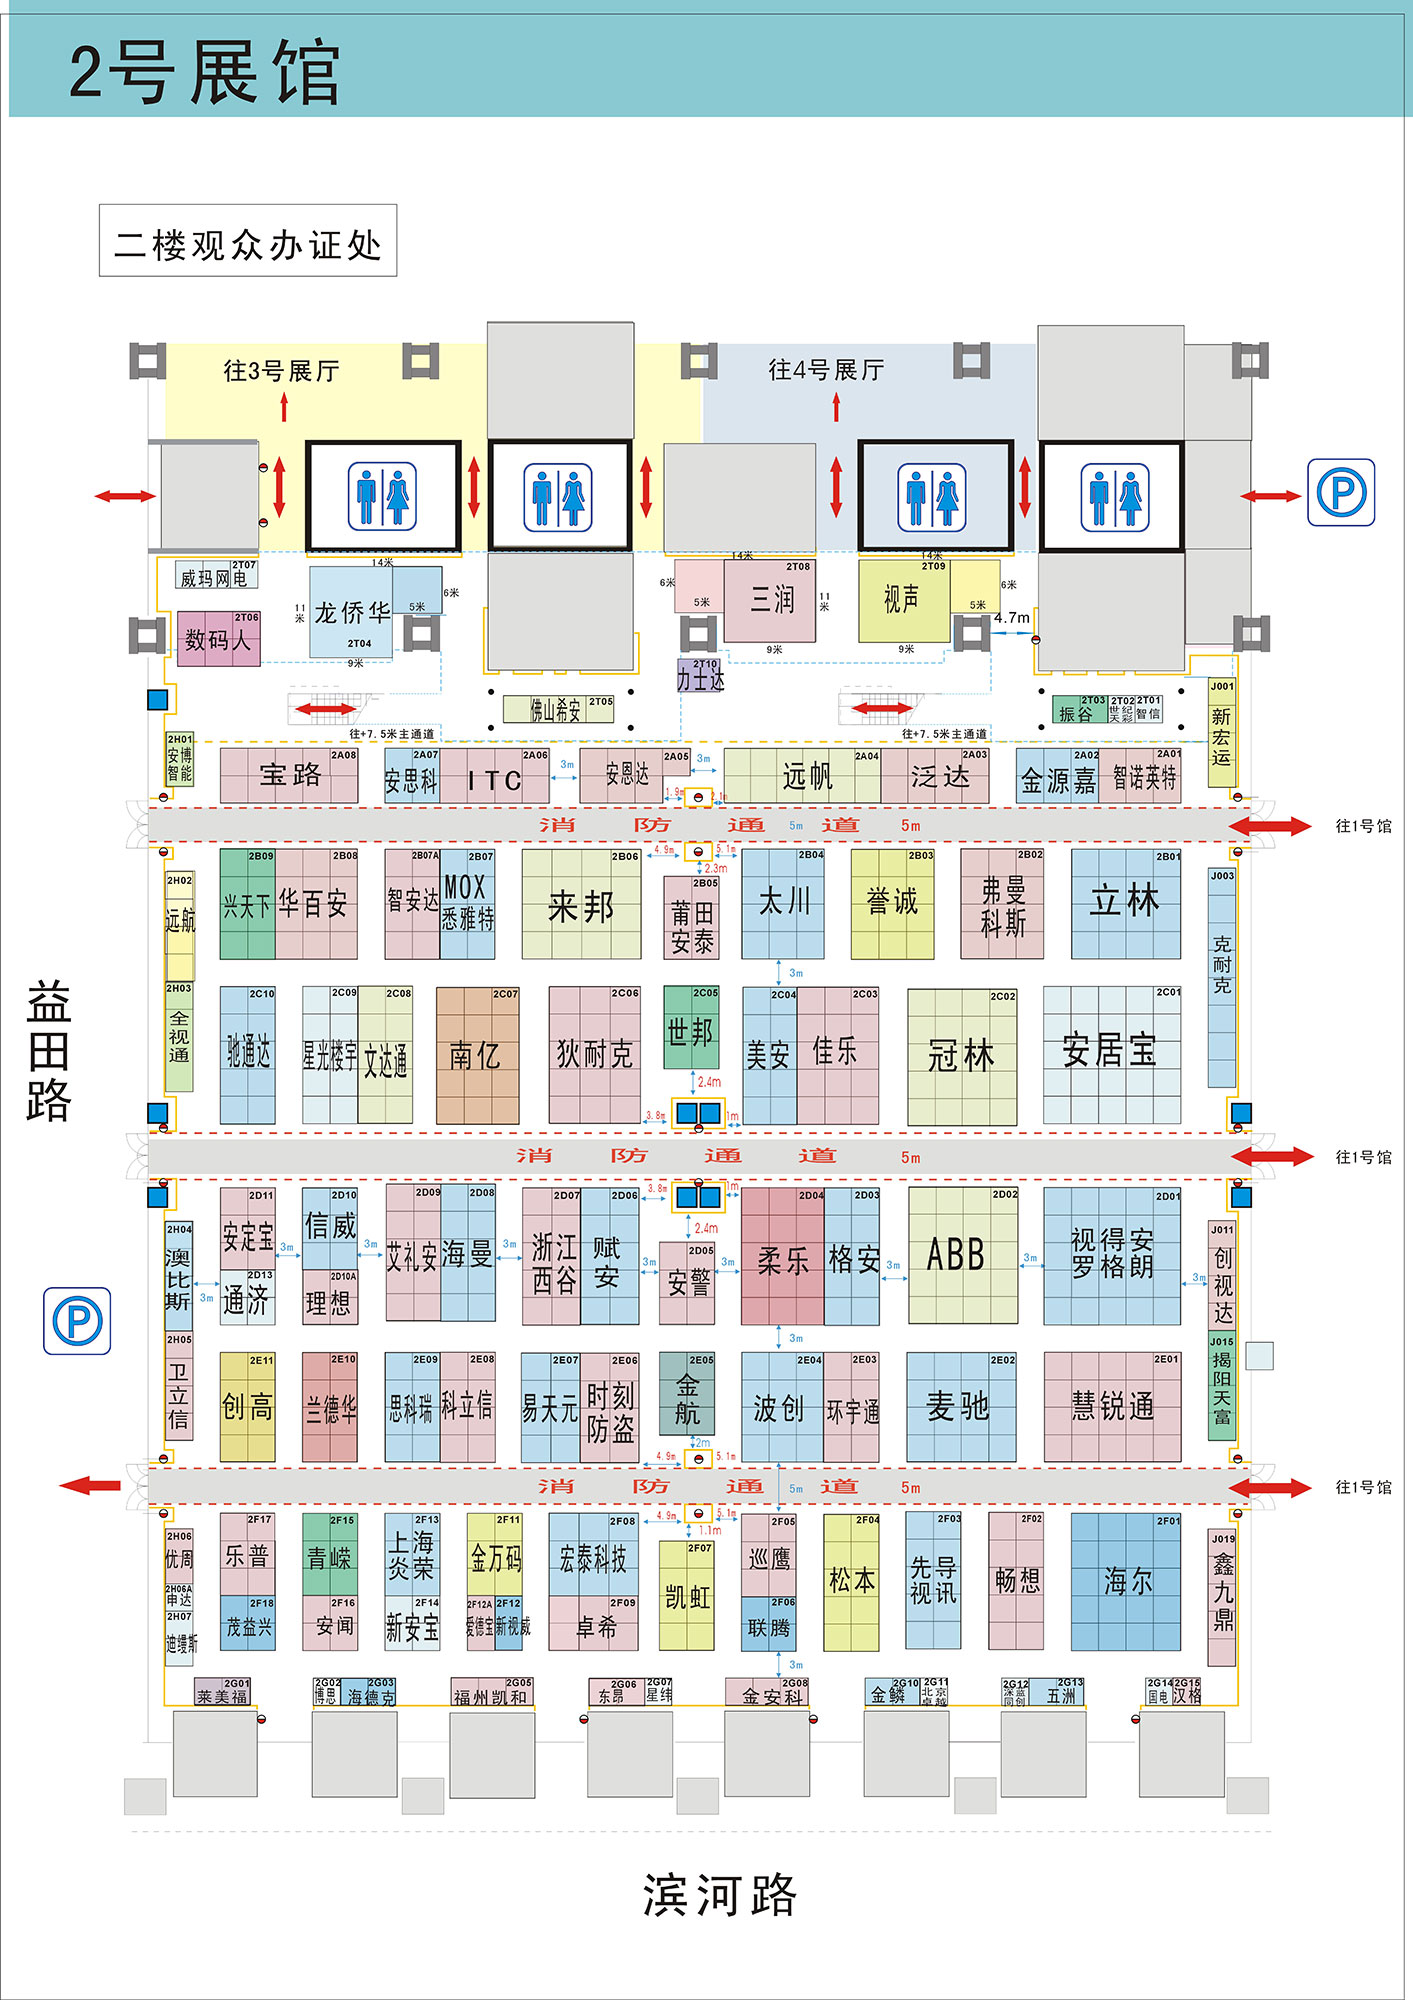 2号展馆
二楼观众办证处
往3号展厅
往4号展厅
P
14米
14米
14米
2T07
威玛网电
11米
龙侨华
2T04
9米
5米
6米
6米
5米
2T08
三润
11米
9米
2T09
视声
9米
5米
6米
4.7m
2T06
数码人
2T10
力士达
2T05
佛山希安
2T03
振谷
2T02
世纪天彩
2T01
智信
J001
新宏运
往+7.5米主通道
往+7.5米主通道
2H01
安博智能
2A08
宝路
2A07
安思科
2A06
ITC
3m
2A05
安恩达
3m
2A04
远帆
2A03
泛达
2A02
金源嘉
2A01
智诺英特
1.9m
2.1m
消防通道
5m
5m
往1号馆
2H02
远航
2B09
兴天下
2B08
华百安
2B07A
智安达
2B07
MOX
悉雅特
2B06
来邦
4.9m
5.1m
2.3m
2B05
莆田安泰
2B04
太川
2B03
誉诚
2B02
弗曼科斯
2B01
立林
J003
克耐克
3m
益田路
2H03
全视通
2C10
驰通达
2C09
星光楼宇
2C08
文达通
2C07
南亿
2C06
狄耐克
2C05
世邦
2C04
美安
2C03
佳乐
2C02
冠林
2C01
安居宝
2.4m
3.8m
1m
消防通道
5m
往1号馆
3.8m
1m
2.4m
2H04
澳比斯
3m
2D11
安定宝
2D13
通济
3m
2D10
信威
2D10A
理想
3m
2D09
艾礼安
2D08
海曼
3m
2D07
浙江西谷
2D06
赋安
3m
2D05
安警
3m
2D04
柔乐
2D03
格安
3m
2D02
ABB
3m
2D01
视得安罗格朗
3m
J011
创视达
3m
P
2H05
卫立信
2E11
创高
2E10
兰德华
2E09
思科瑞
2E08
科立信
2E07
易天元
2E06
时刻防盗
2E05
金航
2E04
波创
2E03
环宇通
2E02
麦驰
2E01
慧锐通
J015
揭阳天富
2m
4.9m
5.1m
消防通道
5m
5m
往1号馆
4.9m
5.1m
1.1m
2H06
优周
2H06A
申达
2H07
迪缦斯
2F17
乐普
2F18
茂益兴
2F15
青嵘
2F16
安闻
2F13
上海炎荣
2F14
新安宝
2F11
金万码
2F12A
爱德宝
2F12
新视威
2F08
宏泰科技
2F09
卓希
2F07
凯虹
2F05
巡鹰
2F06
联腾
2F04
松本
2F03
先导视讯
2F02
畅想
2F01
海尔
J019
鑫九鼎
3m
2G01
莱美福
2G02
博思
2G03
海德克
2G05
福州凯和
2G06
东昂
2G07
星纬
2G08
金安科
2G10
金鳞
2G11
北京卓越
2G12
深蓝同创
2G13
五洲
2G14
国电
2G15
汉格
滨河路